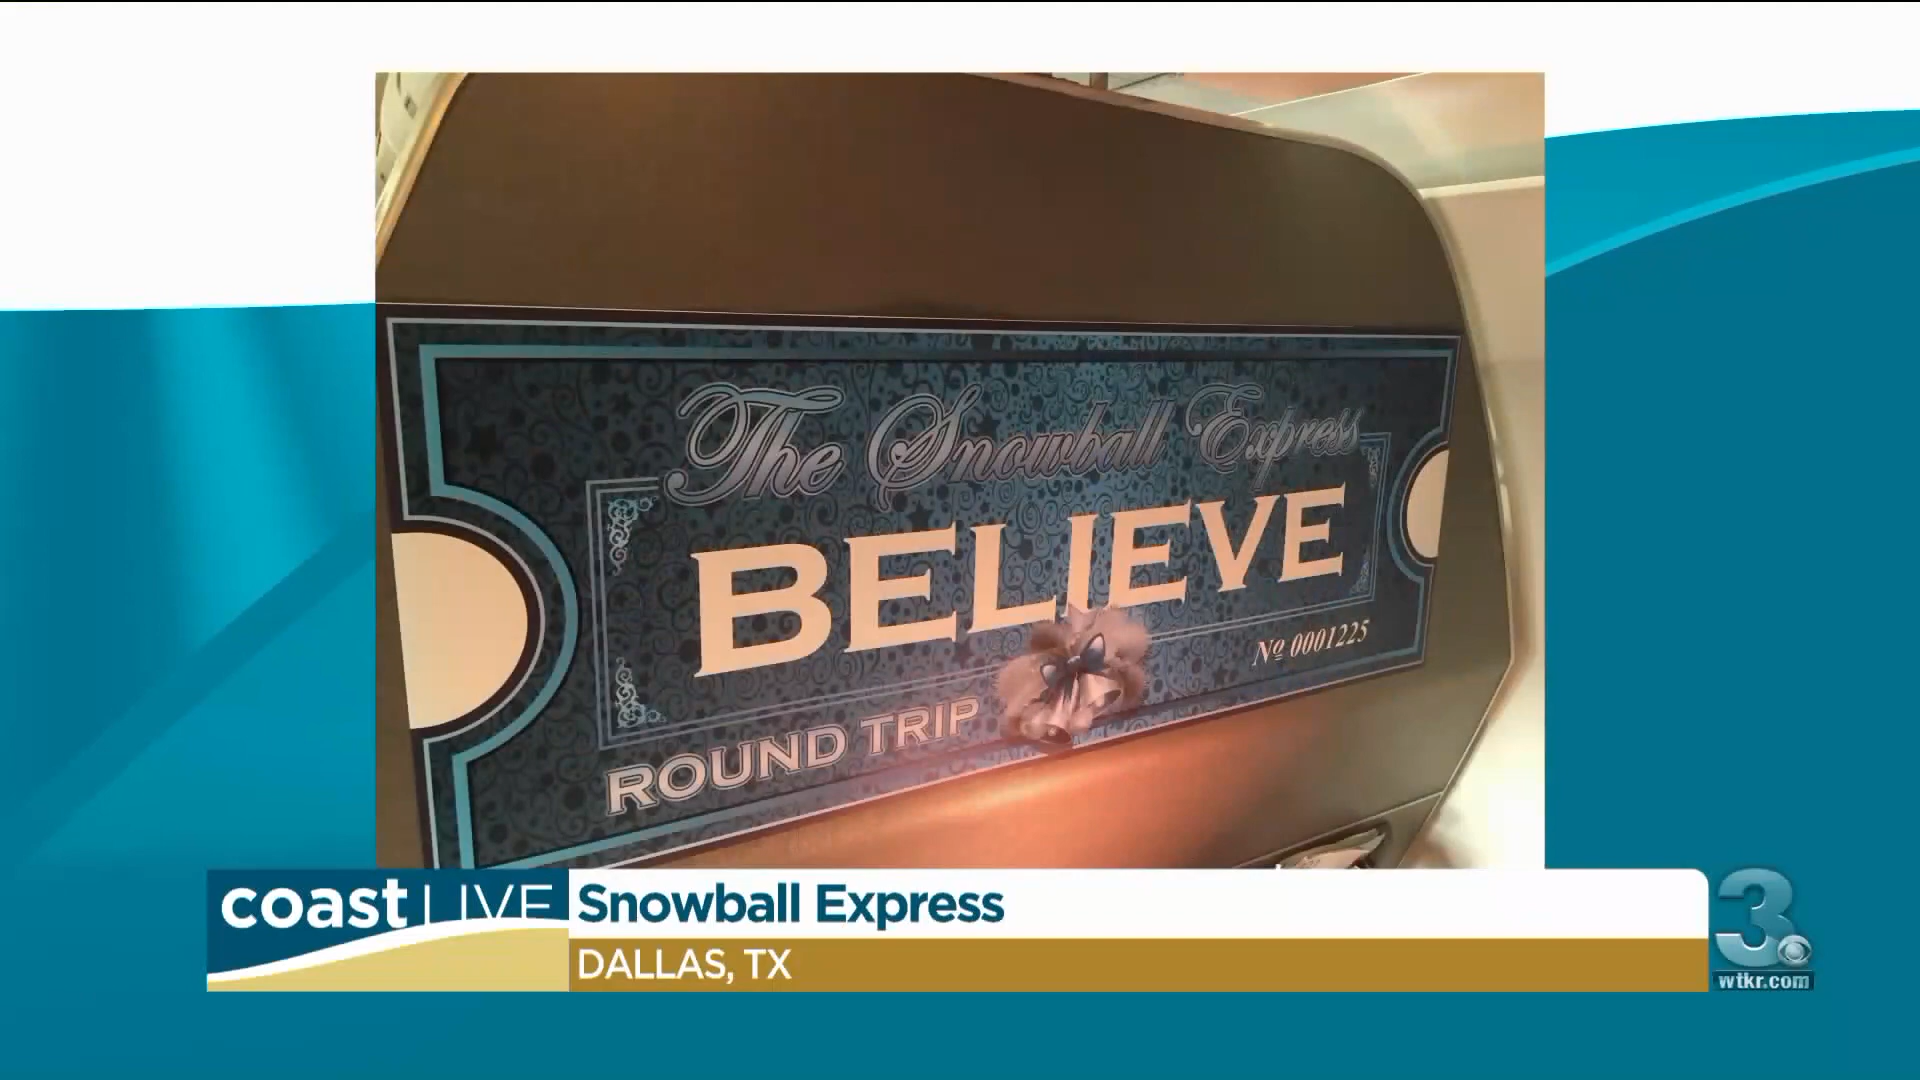 The Snowball Express
BELIEVE
Nº 0001225
ROUND TRIP
coast LIVE
Snowball Express
DALLAS, TX
3
wtkr.com